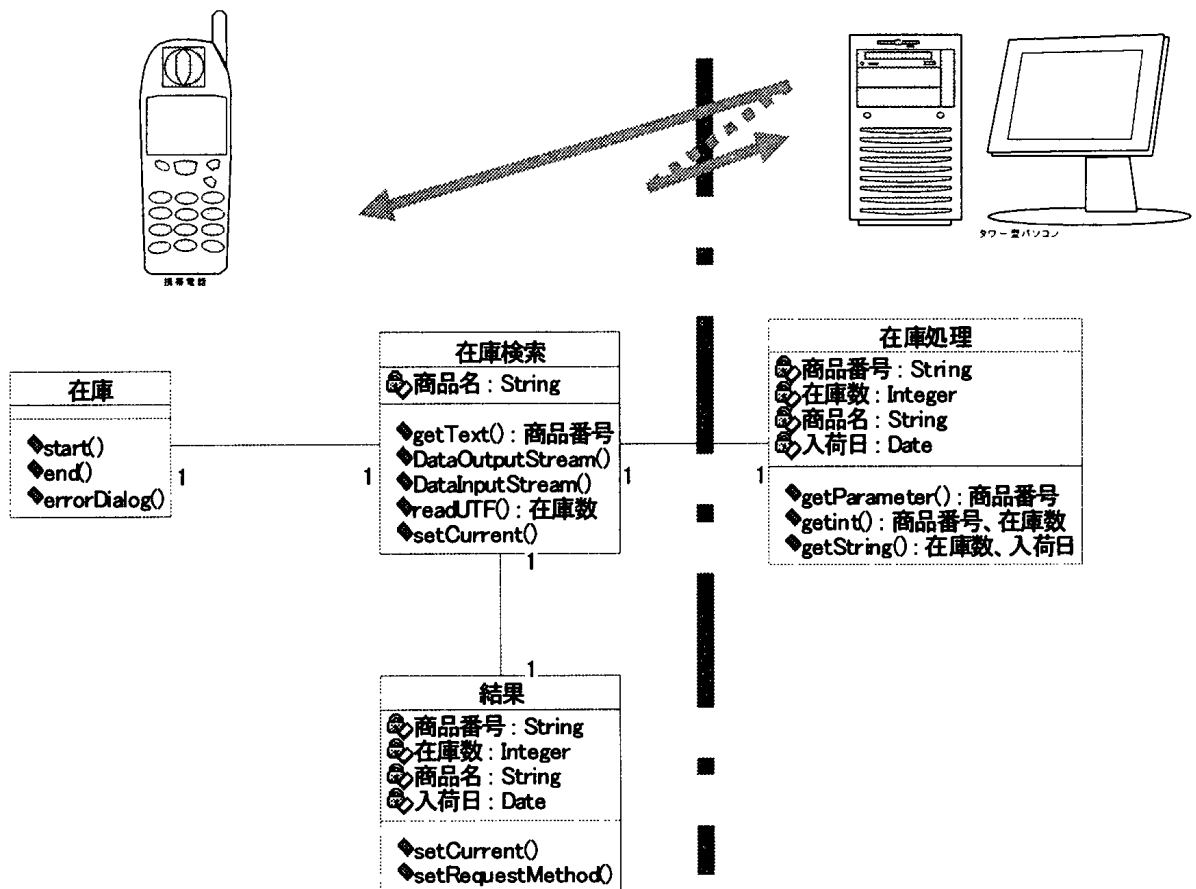 携帯電話
タワー型パソコン
在庫
start()
end()
errorDialog()
1
1
在庫検索
商品名 : String
getText() : 商品番号
DataOutputStream()
DataInputStream()
readUTF() : 在庫数
setCurrent()
1
1
1
1
在庫処理
商品番号 : String
在庫数 : Integer
商品名 : String
入荷日 : Date
getParameter() : 商品番号
getint() : 商品番号、在庫数
getString() : 在庫数、入荷日
結果
商品番号 : String
在庫数 : Integer
商品名 : String
入荷日 : Date
setCurrent()
setRequestMethod()